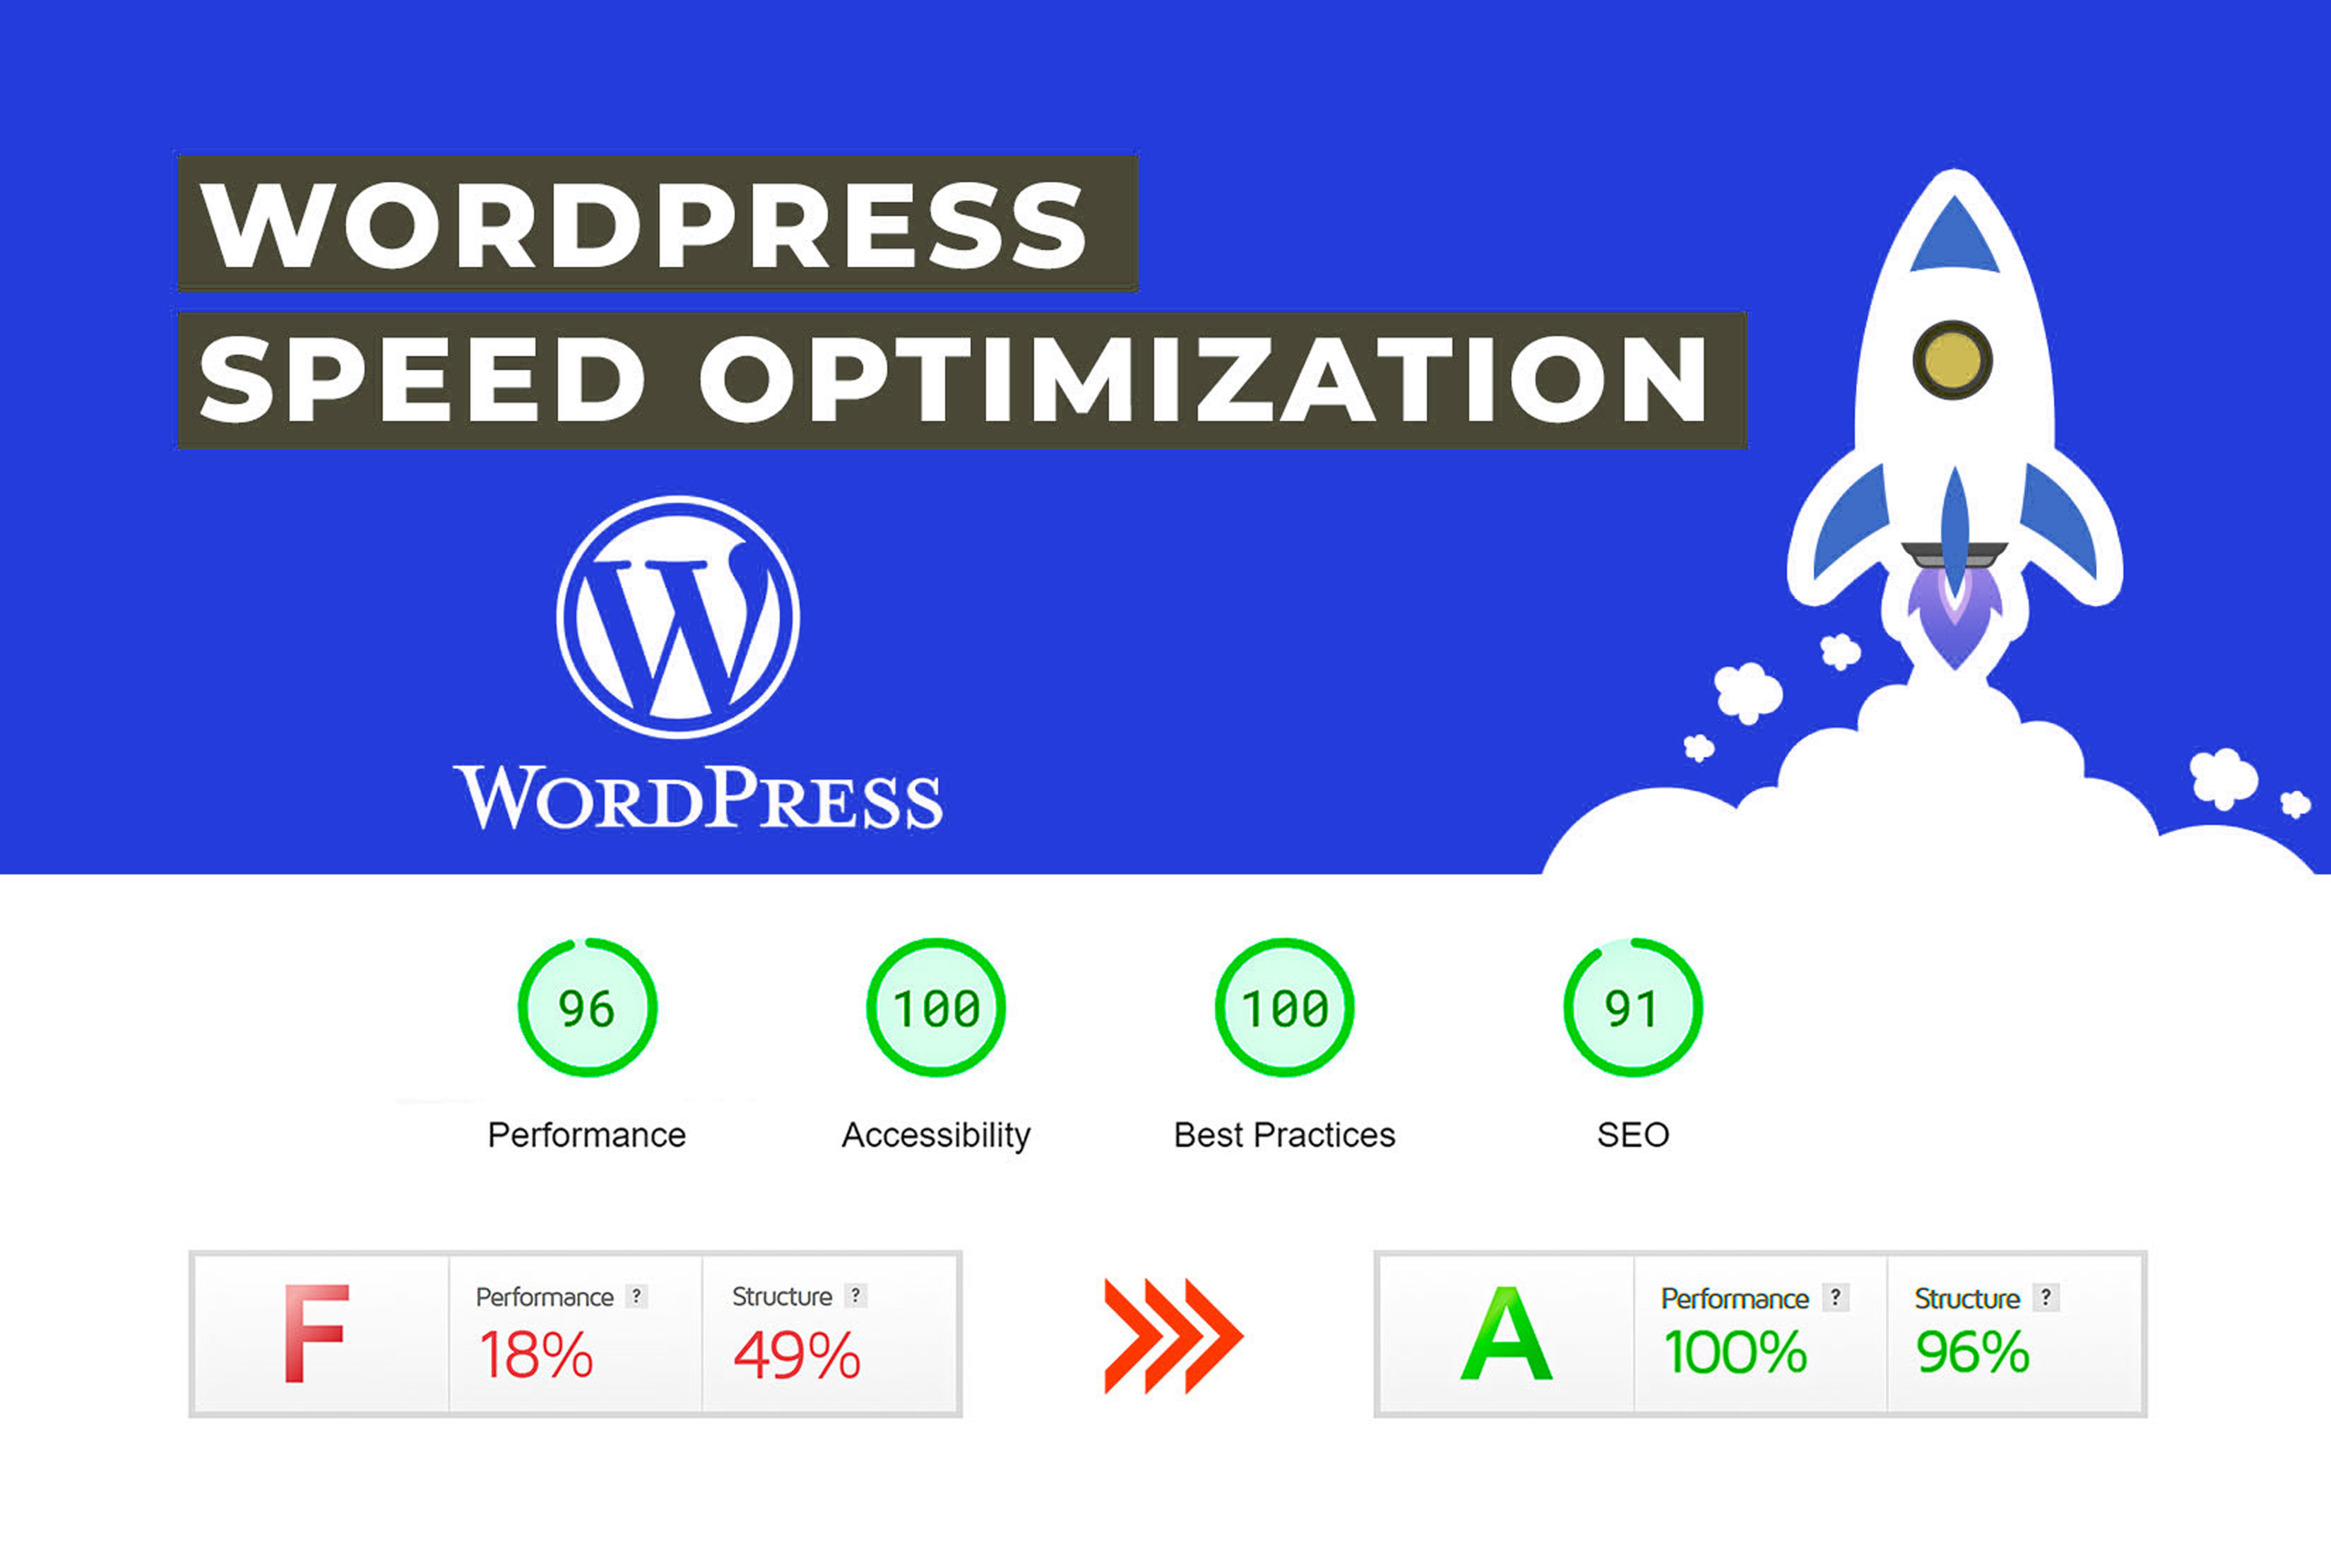 WORDPRESS
SPEED OPTIMIZATION
W
WORDPRESS
96 100 100 91
Performance Accessibility Best Practices SEO
F Performance ? Structure ? A Performance ? Structure ?
18% 49% 100% 96%